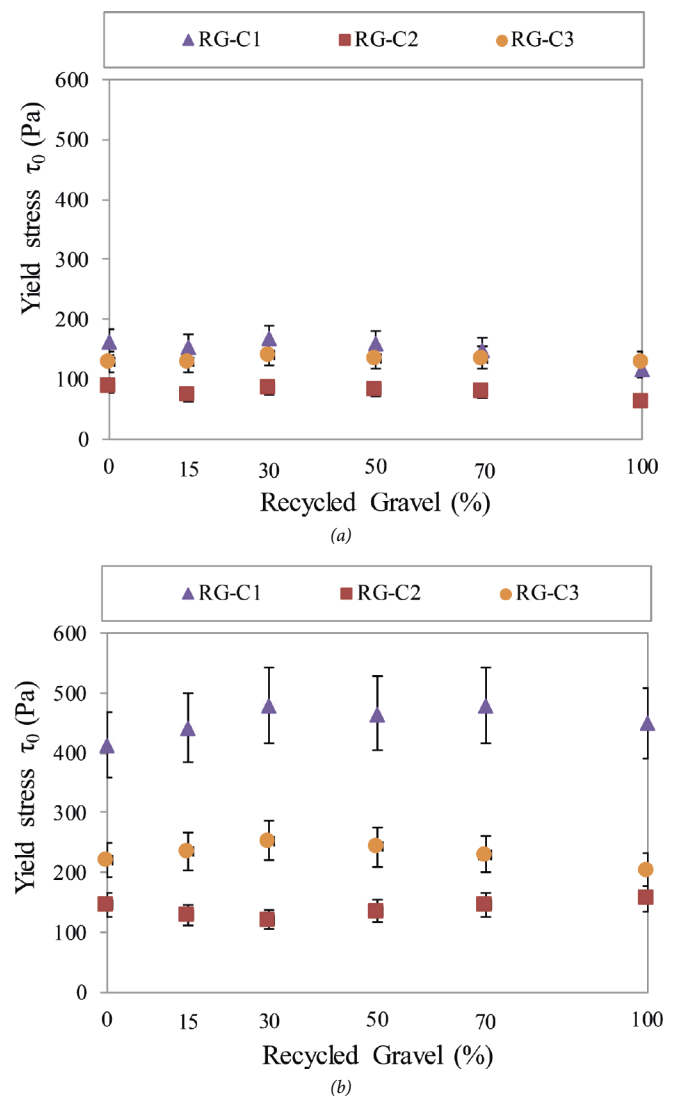 RG-C1 RG-C2 RG-C3
Yield stress τ0 (Pa)
600
500
400
300
200
100
0
0 15 30 50 70 100
Recycled Gravel (%)
(a)
RG-C1 RG-C2 RG-C3
Yield stress τ0 (Pa)
600
500
400
300
200
100
0
0 15 30 50 70 100
Recycled Gravel (%)
(b)